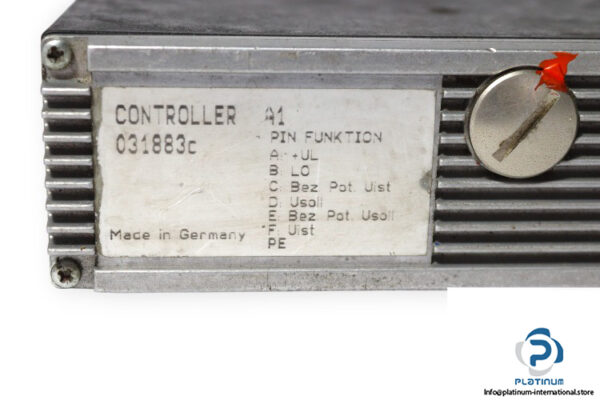 CONTROLLER A1
031883c
PIN FUNKTION
A: +UL
B: L0
C: Bez Pot. Uist
D: Usoll
E: Bez Pot. Usoll
F: Uist
PE
Made in Germany
PLATINUM
Info@platinum-international.store